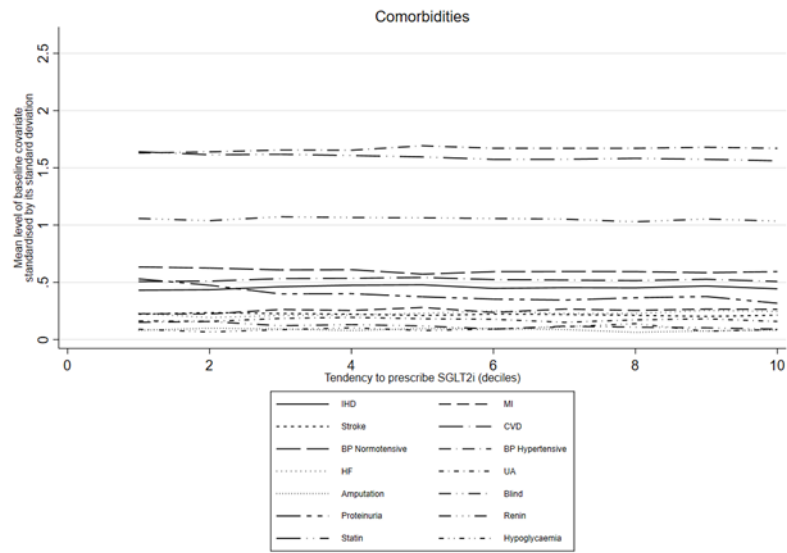 Comorbidities
Mean level of baseline covariate
standardised by its standard deviation
2.5
2
1.5
1
.5
0
0 2 4 6 8 10
Tendency to prescribe SGLT2i (deciles)
IHD MI
Stroke CVD
BP Normotensive BP Hypertensive
HF UA
Amputation Blind
Proteinuria Renin
Statin Hypoglycaemia